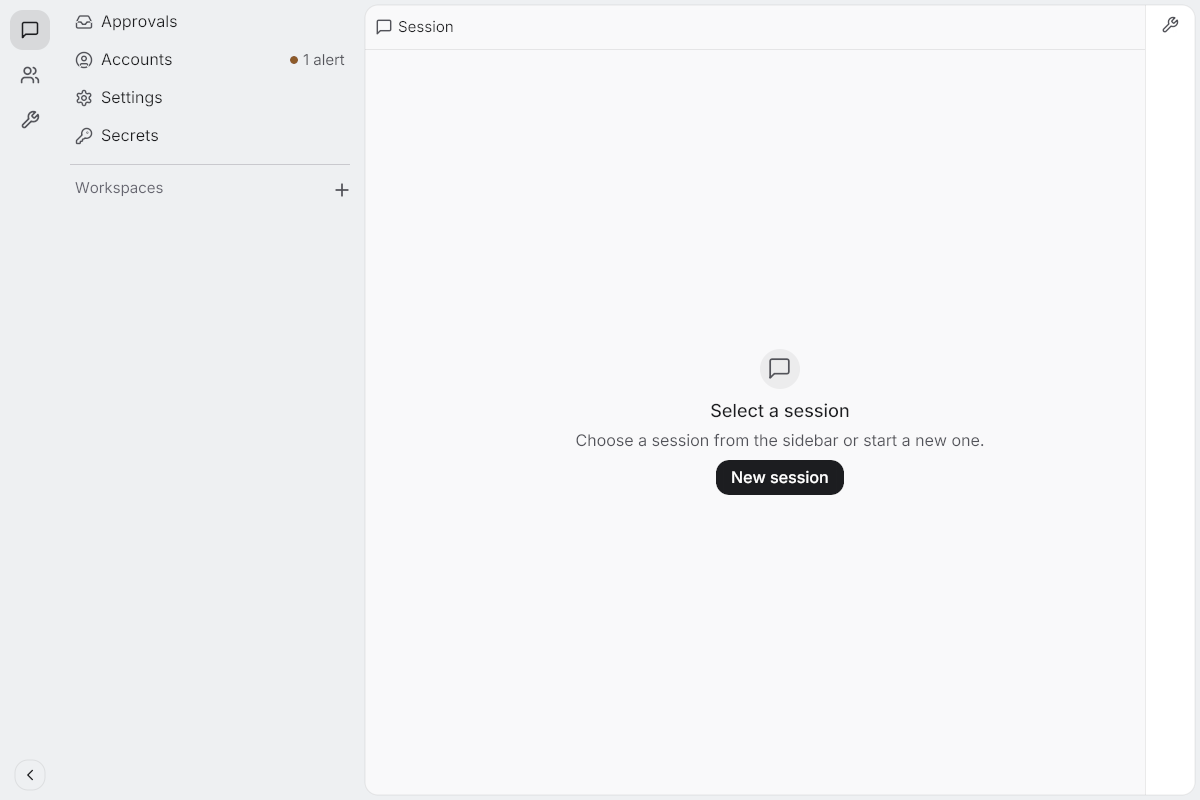 Approvals
Accounts
1 alert
Settings
Secrets
Workspaces
Session
Select a session
Choose a session from the sidebar or start a new one.
New session